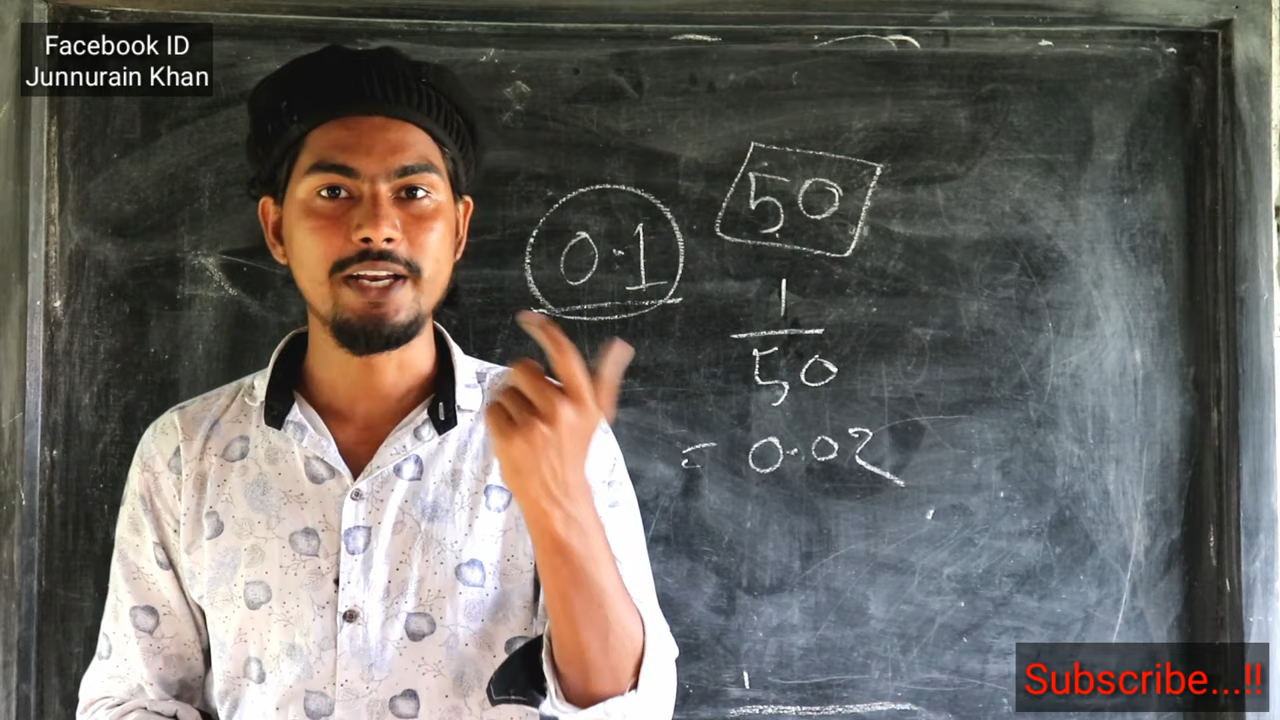 Facebook ID
Junnurain Khan
50
0.1
1
50
= 0.02
Subscribe...!!